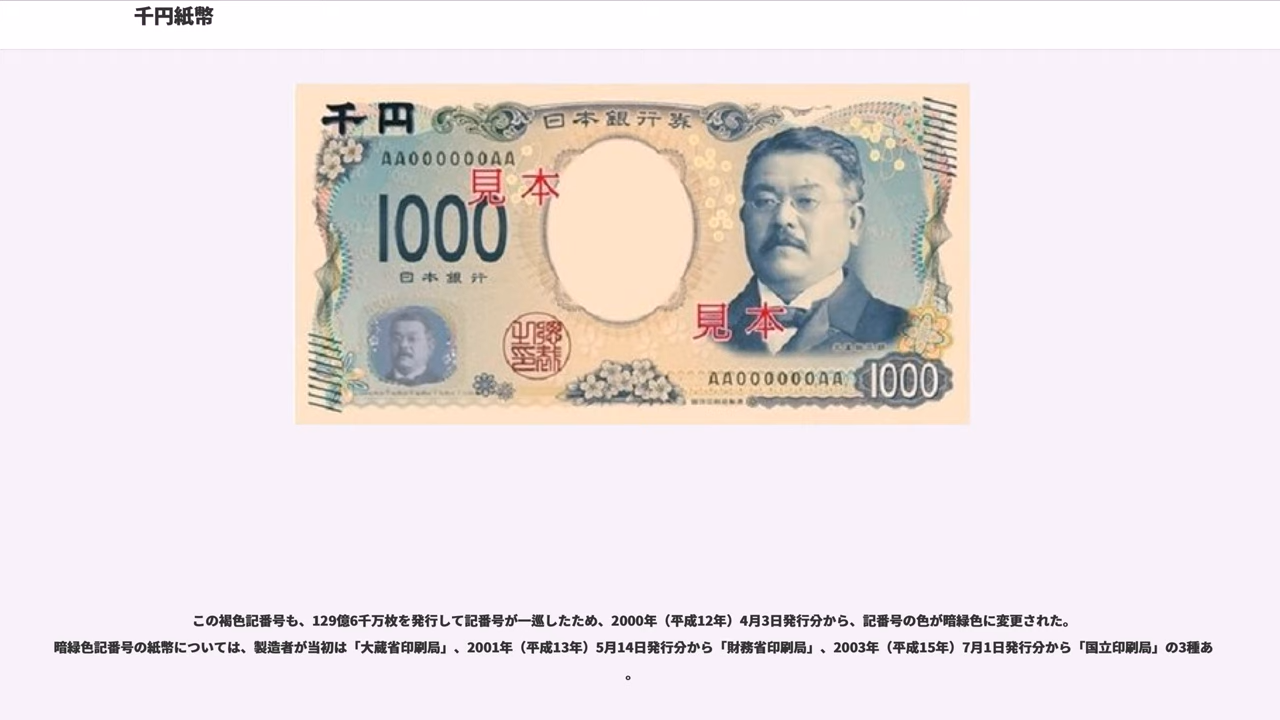 千円紙幣
千円
日本銀行券
AA000000AA
見本
1000
日本銀行
見本
AA000000AA
1000
この褐色記番号も、129億6千万枚を発行して記番号が一巡したため、2000年（平成12年）4月3日発行分から、記番号の色が暗緑色に変更された。
暗緑色記番号の紙幣については、製造者が当初は「大蔵省印刷局」、2001年（平成13年）5月14日発行分から「財務省印刷局」、2003年（平成15年）7月1日発行分から「国立印刷局」の3種あ
。